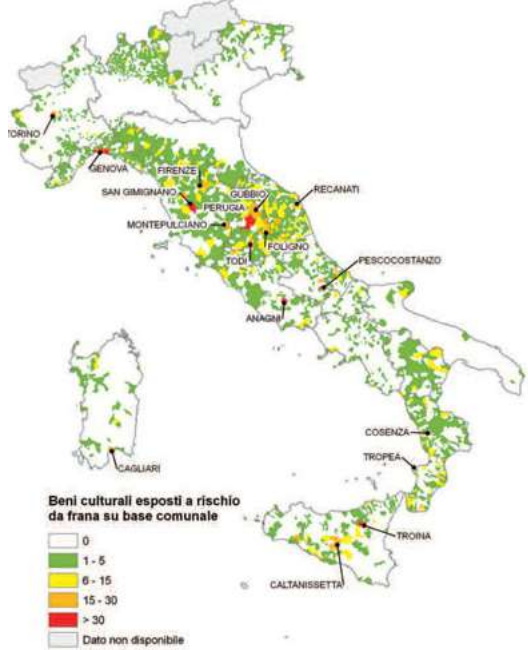 TORINO
GENOVA
FIRENZE
SAN GIMIGNANO
GUBBIO
RECANATI
PERUGIA
MONTEPULCIANO
FOLIGNO
TODI
PESCOCOSTANZO
ANAGNI
COSENZA
TROPEA
CAGLIARI
TROINA
CALTANISSETTA
Beni culturali esposti a rischio
da frana su base comunale
0
1 - 5
6 - 15
15 - 30
> 30
Dato non disponibile